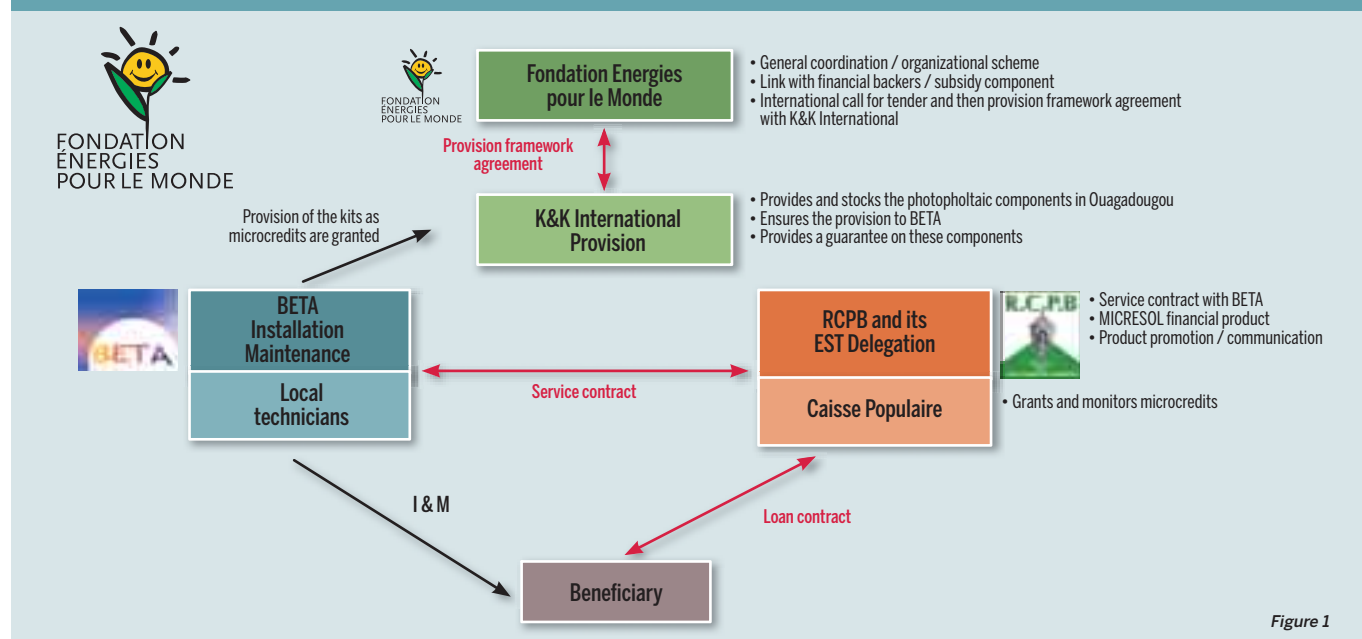 FONDATION
ÉNERGIES
POUR LE MONDE
FONDATION
ÉNERGIES
POUR LE MONDE
Fondation Energies
pour le Monde
• General coordination / organizational scheme
• Link with financial backers / subsidy component
• International call for tender and then provision framework agreement
with K&K International
Provision framework
agreement
Provision of the kits as
microcredits are granted
K&K International
Provision
• Provides and stocks the photopholtaic components in Ouagadougou
• Ensures the provision to BETA
• Provides a guarantee on these components
BETA
BETA
Installation
Maintenance
Local
technicians
Service contract
RCPB and its
EST Delegation
Caisse Populaire
R.C.P.B
• Service contract with BETA
• MICRESOL financial product
• Product promotion / communication
• Grants and monitors microcredits
I & M
Loan contract
Beneficiary
Figure 1